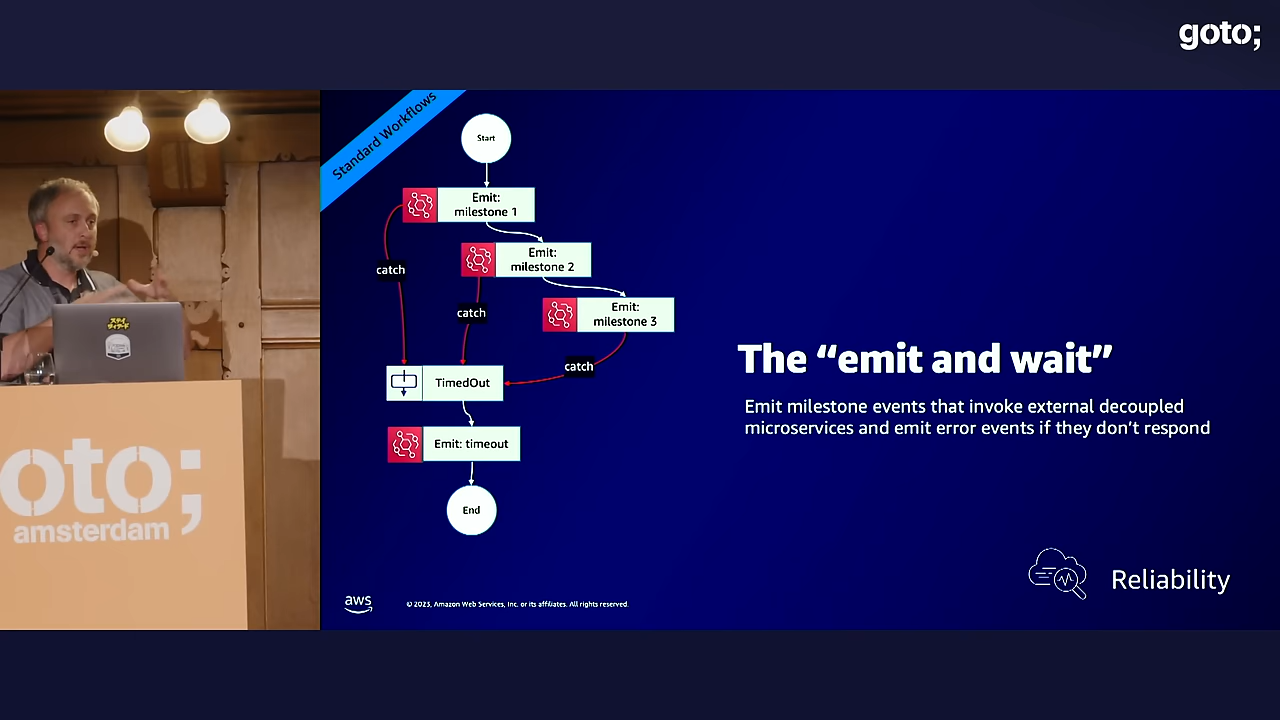 goto;
Standard Workflows
Start
Emit:
milestone 1
Emit:
milestone 2
catch
catch
Emit:
milestone 3
catch
TimedOut
Emit: timeout
End
The “emit and wait”
Emit milestone events that invoke external decoupled
microservices and emit error events if they don’t respond
Reliability
aws
© 2023, Amazon Web Services, Inc. or its affiliates. All rights reserved.
oto;
amsterdam